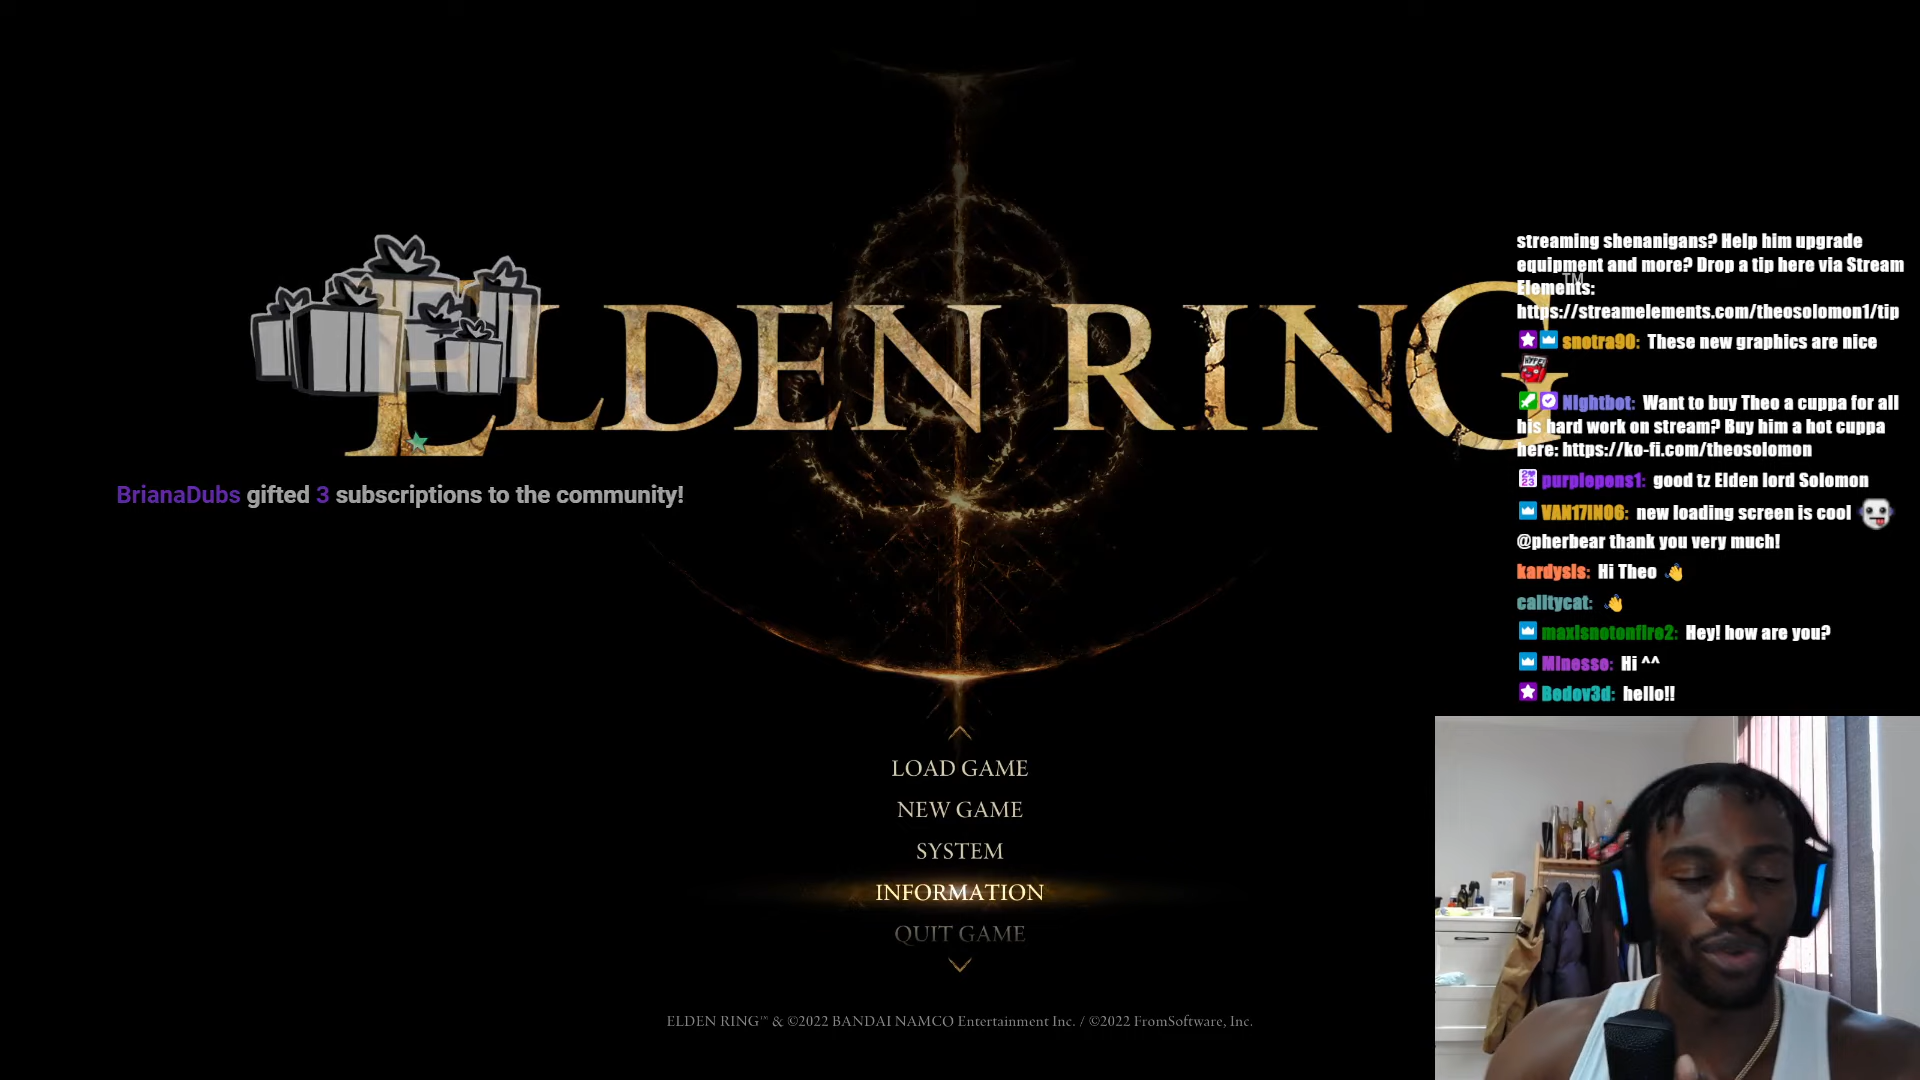 ELDEN RING
TM
BrianaDubs gifted 3 subscriptions to the community!
LOAD GAME
NEW GAME
SYSTEM
INFORMATION
QUIT GAME
ELDEN RING™ & ©2022 BANDAI NAMCO Entertainment Inc. / ©2022 FromSoftware, Inc.
streaming shenanigans? Help him upgrade
equipment and more? Drop a tip here via Stream
Elements:
https://streamelements.com/theosolomon1/tip
snotra90: These new graphics are nice
HYPE!
Nightbot: Want to buy Theo a cuppa for all
his hard work on stream? Buy him a hot cuppa
here: https://ko-fi.com/theosolomon
purplepens1: good tz Elden lord Solomon
VAN17IN06: new loading screen is cool
@pherbear thank you very much!
kardysis: Hi Theo 👋
calitycat: 👋
maxisnotonfire2: Hey! how are you?
Minesse: Hi ^^
Bedov3d: hello!!